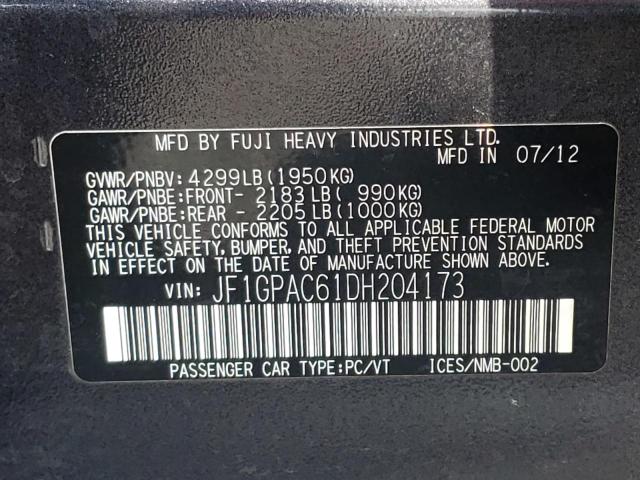 MFD BY FUJI HEAVY INDUSTRIES LTD.
MFD IN 07/12
GVWR/PNBV: 4299LB(1950KG)
GAWR/PNBE:FRONT- 2183LB( 990KG)
GAWR/PNBE:REAR - 2205LB(1000KG)
THIS VEHICLE CONFORMS TO ALL APPLICABLE FEDERAL MOTOR
VEHICLE SAFETY, BUMPER, AND THEFT PREVENTION STANDARDS
IN EFFECT ON THE DATE OF MANUFACTURE SHOWN ABOVE.
VIN: JF1GPAC61DH204173
PASSENGER CAR TYPE:PC/VT ICES/NMB-002